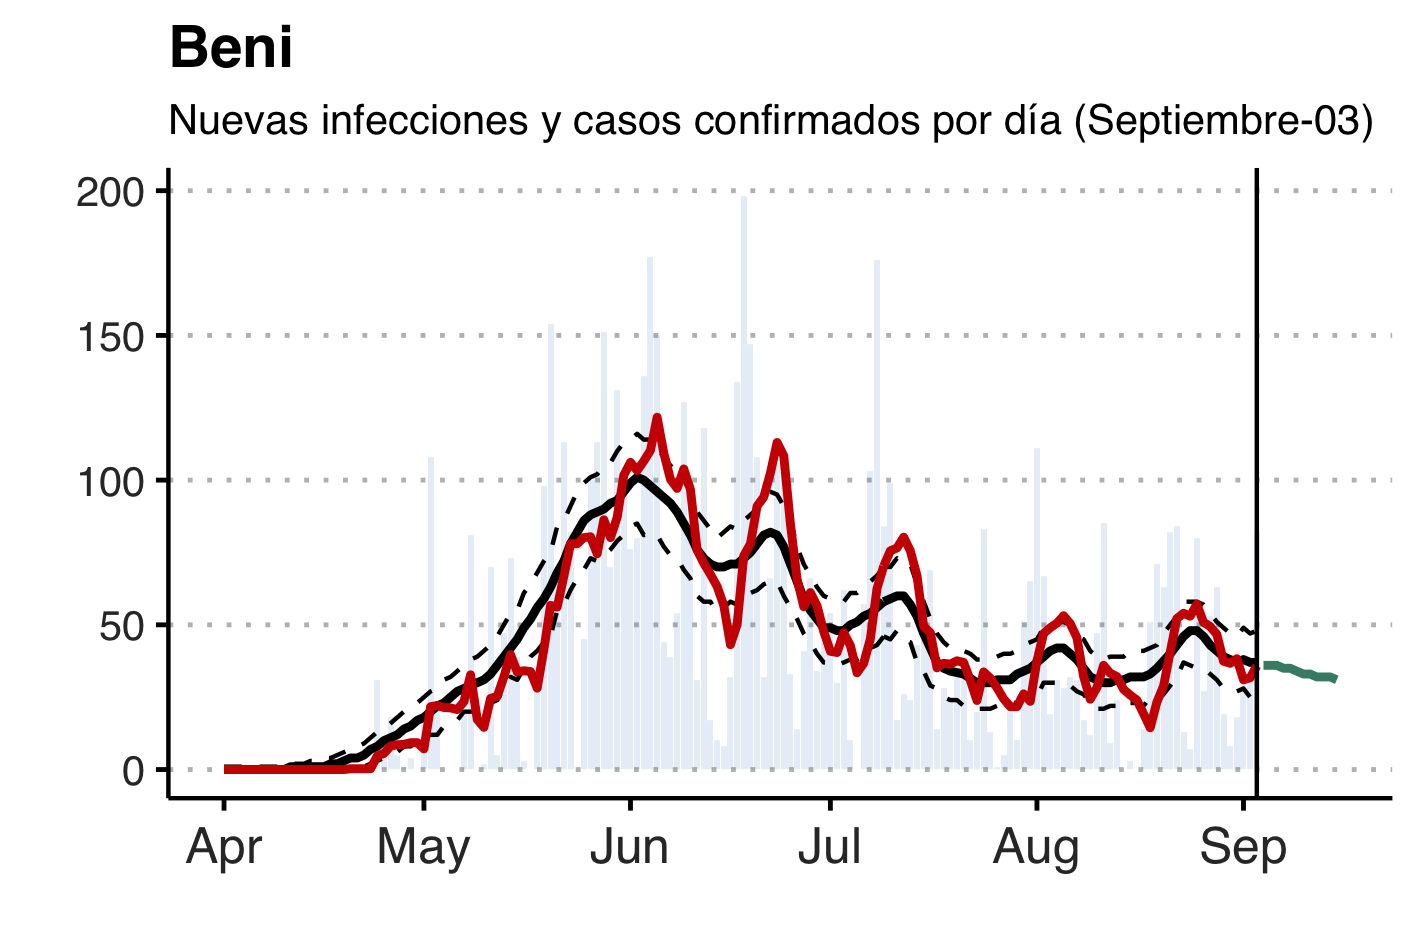 Beni
Nuevas infecciones y casos confirmados por día (Septiembre-03)
200
150
100
50
0
Apr May Jun Jul Aug Sep